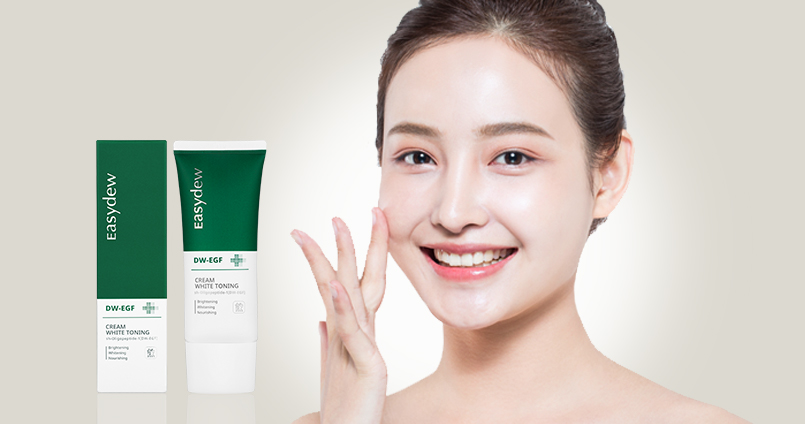 Easydew
DW-EGF
CREAM
WHITE TONING
Brightening
Whitening
Nourishing
Easydew
DW-EGF
CREAM
WHITE TONING
Brightening
Whitening
Nourishing